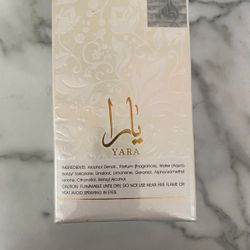 يارا
YARA
INGREDIENTS: Alcohol Denat., Parfum (Fragrance), Water (Aqua),
Benzyl Salicylate, Linalool, Limonene, Geraniol, Alpha-Isomethyl
Ionone, Citronellol, Benzyl Alcohol.
CAUTION: FLAMMABLE UNTIL DRY, DO NOT USE NEAR FIRE FLAME OR
HEAT AVOID SPRAYING IN EYES.